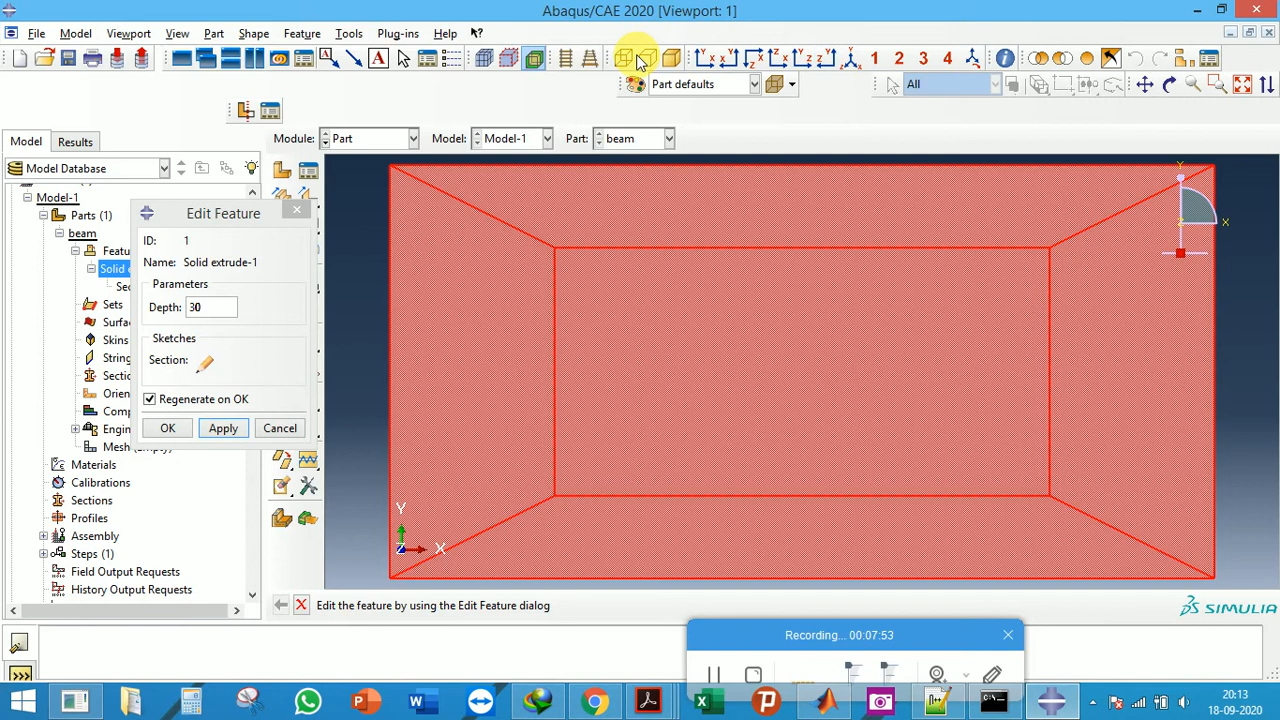 Abaqus/CAE 2020 [Viewport: 1]
File Model Viewport View Part Shape Feature Tools Plug-ins Help
A 1 2 3 4 i
Part defaults All
Model Results Module: Part Model: Model-1 Part: beam
Model Database
Model-1
Parts (1)
beam
Featu
Solid e
Sec
Sets
Surfac
Skins
String
Sectio
Orien
Comp
Engin
Mesh (Empty)
Materials
Calibrations
Sections
Profiles
Assembly
Steps (1)
Field Output Requests
History Output Requests
Edit Feature
ID: 1
Name: Solid extrude-1
Parameters
Depth: 30
Sketches
Section:
Regenerate on OK
OK Apply Cancel
Y
X
Y
Z X
Edit the feature by using the Edit Feature dialog
SIMULIA
Recording... 00:07:53
>>>
20:13
18-09-2020